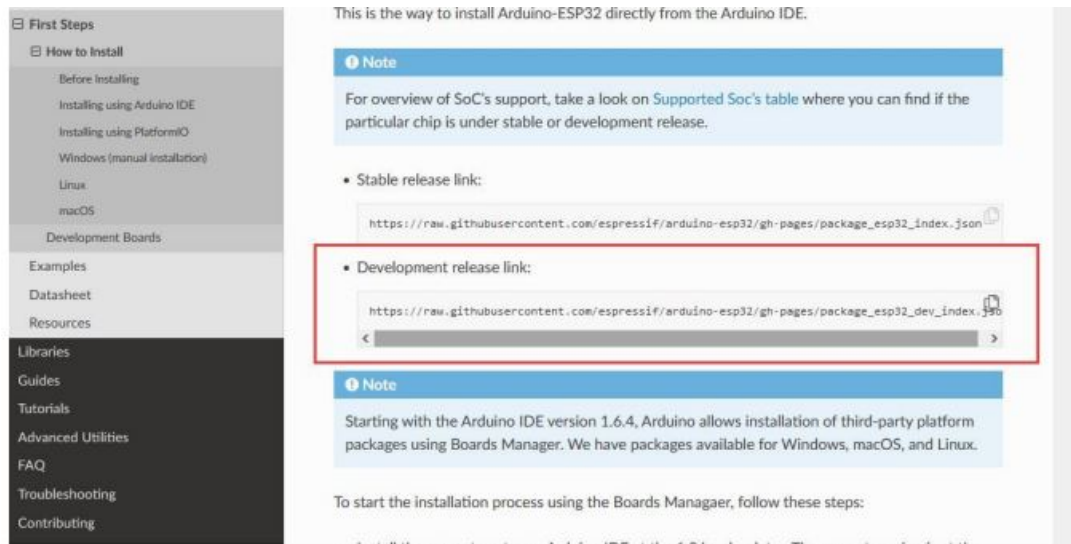 First Steps
How to Install
Before Installing
Installing using Arduino IDE
Installing using PlatformIO
Windows (manual installation)
Linux
macOS
Development Boards
Examples
Datasheet
Resources
Libraries
Guides
Tutorials
Advanced Utilities
FAQ
Troubleshooting
Contributing
This is the way to install Arduino-ESP32 directly from the Arduino IDE.
Note
For overview of SoC's support, take a look on Supported Soc's table where you can find if the
particular chip is under stable or development release.
• Stable release link:
https://raw.githubusercontent.com/espressif/arduino-esp32/gh-pages/package_esp32_index.json
• Development release link:
https://raw.githubusercontent.com/espressif/arduino-esp32/gh-pages/package_esp32_dev_index.jso
Note
Starting with the Arduino IDE version 1.6.4, Arduino allows installation of third-party platform
packages using Boards Manager. We have packages available for Windows, macOS, and Linux.
To start the installation process using the Boards Managaer, follow these steps: